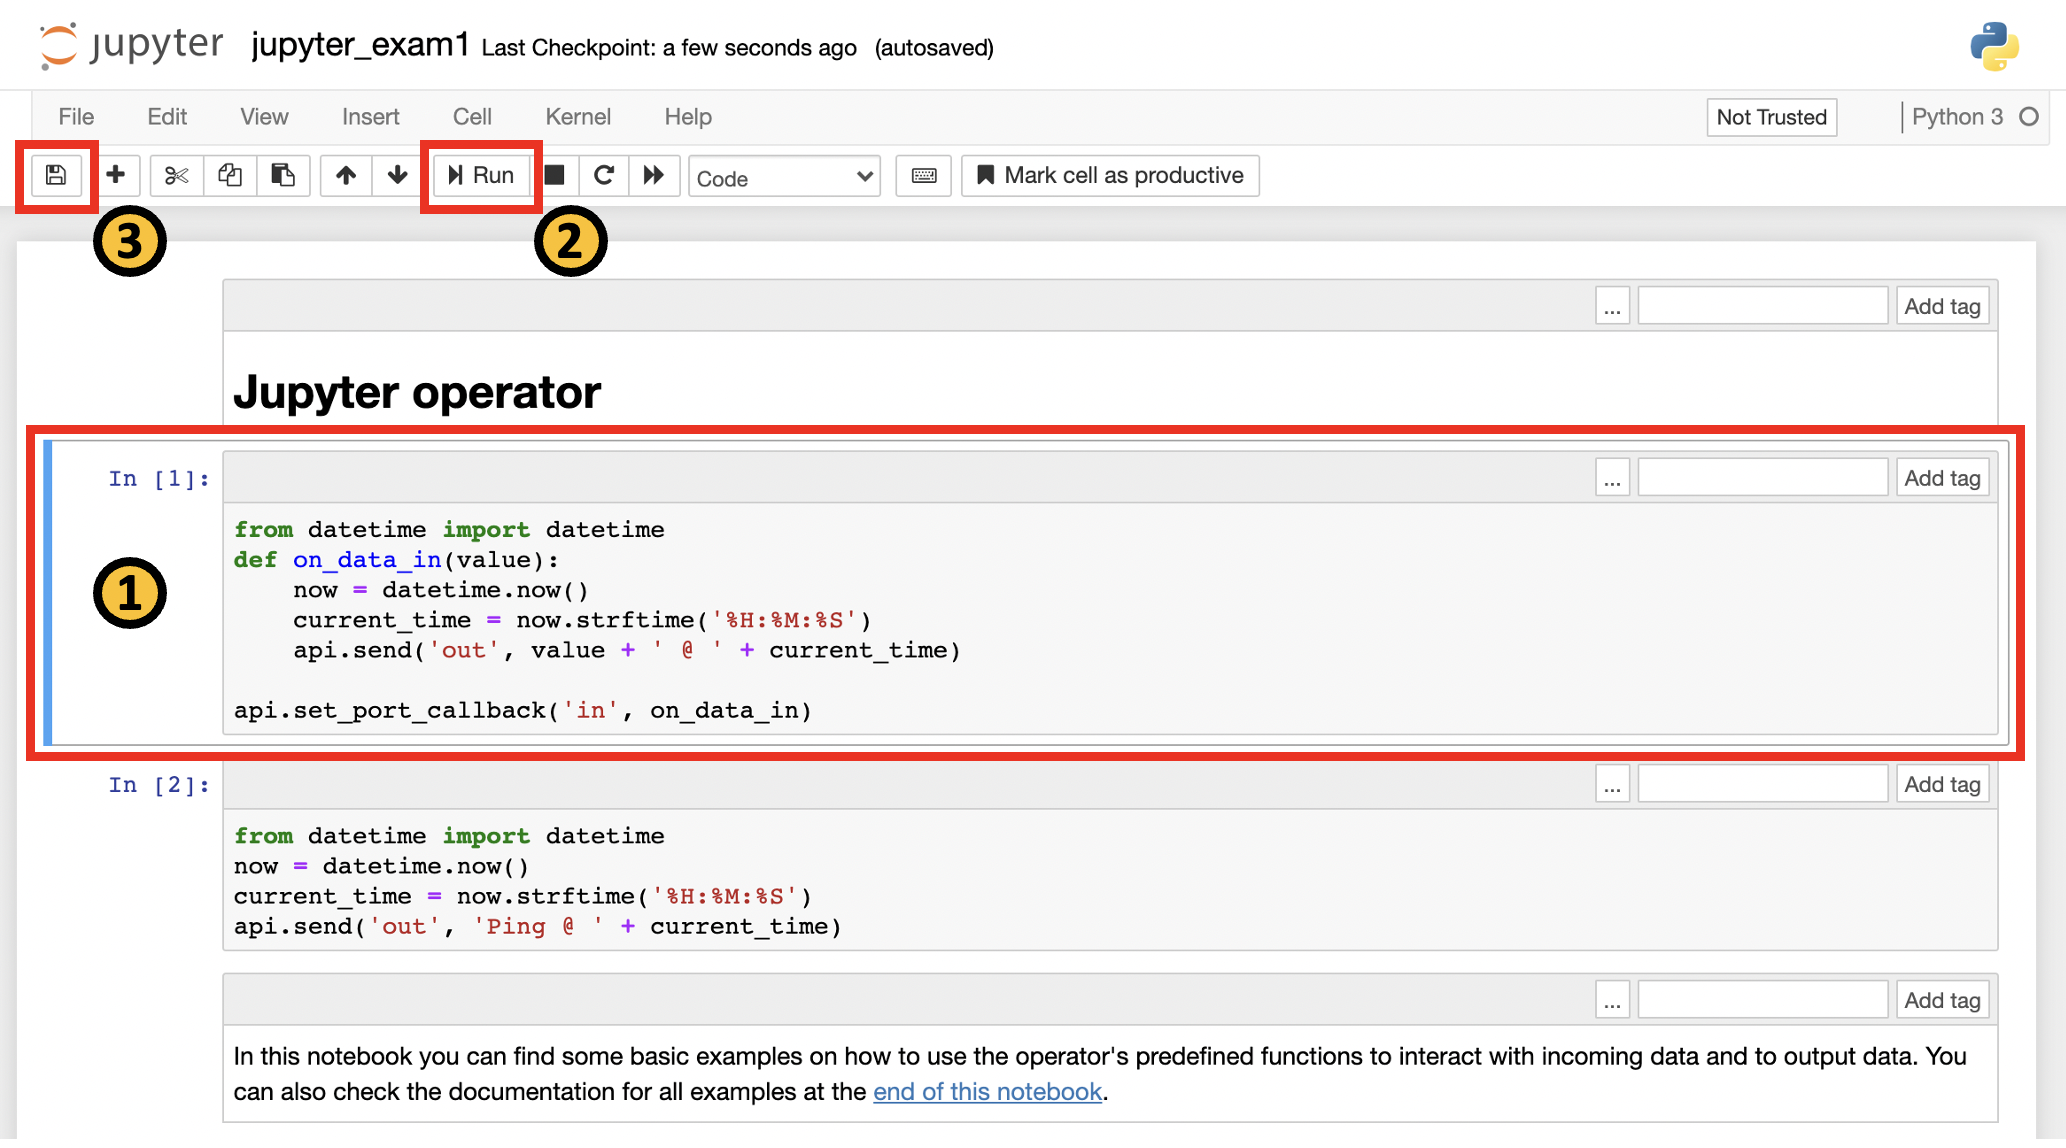 jupyter jupyter_exam1 Last Checkpoint: a few seconds ago (autosaved)
File Edit View Insert Cell Kernel Help Not Trusted Python 3
Run Code Mark cell as productive
3 2
... Add tag
Jupyter operator
In [1]: ... Add tag
from datetime import datetime
def on_data_in(value):
    now = datetime.now()
1
    current_time = now.strftime('%H:%M:%S')
    api.send('out', value + ' @ ' + current_time)
api.set_port_callback('in', on_data_in)
In [2]: ... Add tag
from datetime import datetime
now = datetime.now()
current_time = now.strftime('%H:%M:%S')
api.send('out', 'Ping @ ' + current_time)
... Add tag
In this notebook you can find some basic examples on how to use the operator's predefined functions to interact with incoming data and to output data. You
can also check the documentation for all examples at the end of this notebook.